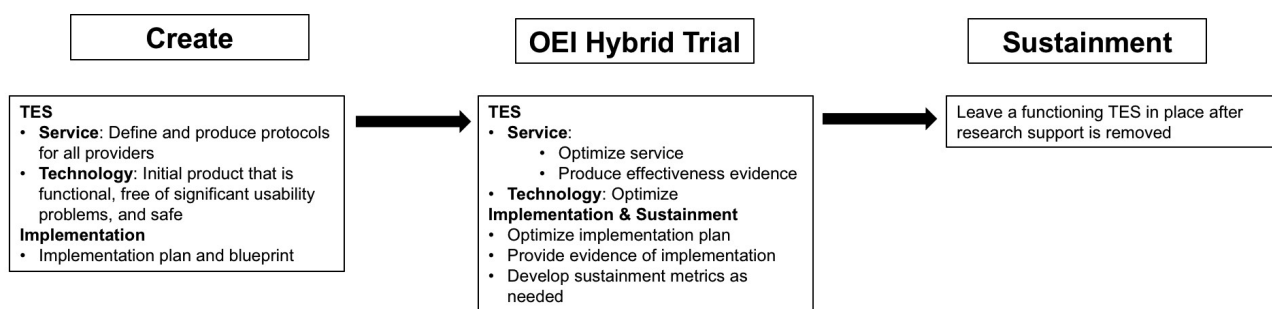 Create
OEI Hybrid Trial
Sustainment
TES
• Service: Define and produce protocols
for all providers
• Technology: Initial product that is
functional, free of significant usability
problems, and safe
Implementation
• Implementation plan and blueprint
TES
• Service:
• Optimize service
• Produce effectiveness evidence
• Technology: Optimize
Implementation & Sustainment
• Optimize implementation plan
• Provide evidence of implementation
• Develop sustainment metrics as
needed
Leave a functioning TES in place after
research support is removed